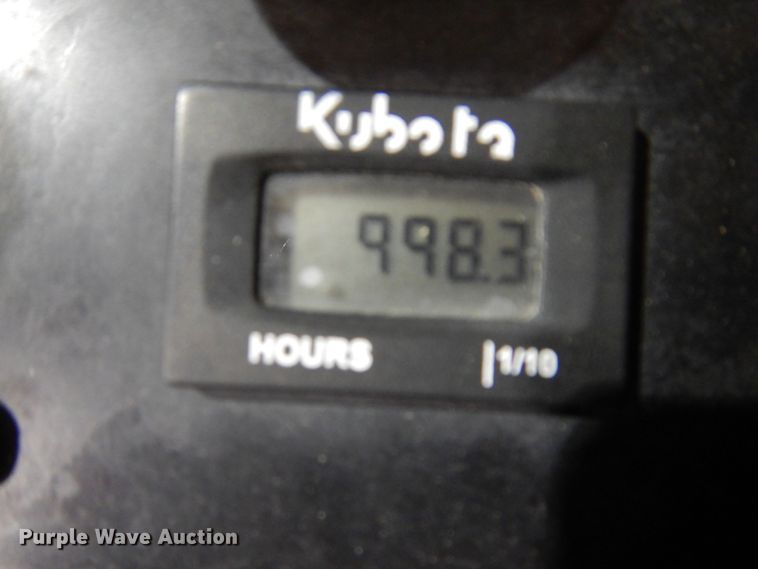 Kubota
998.3
HOURS |1/10
Purple Wave Auction